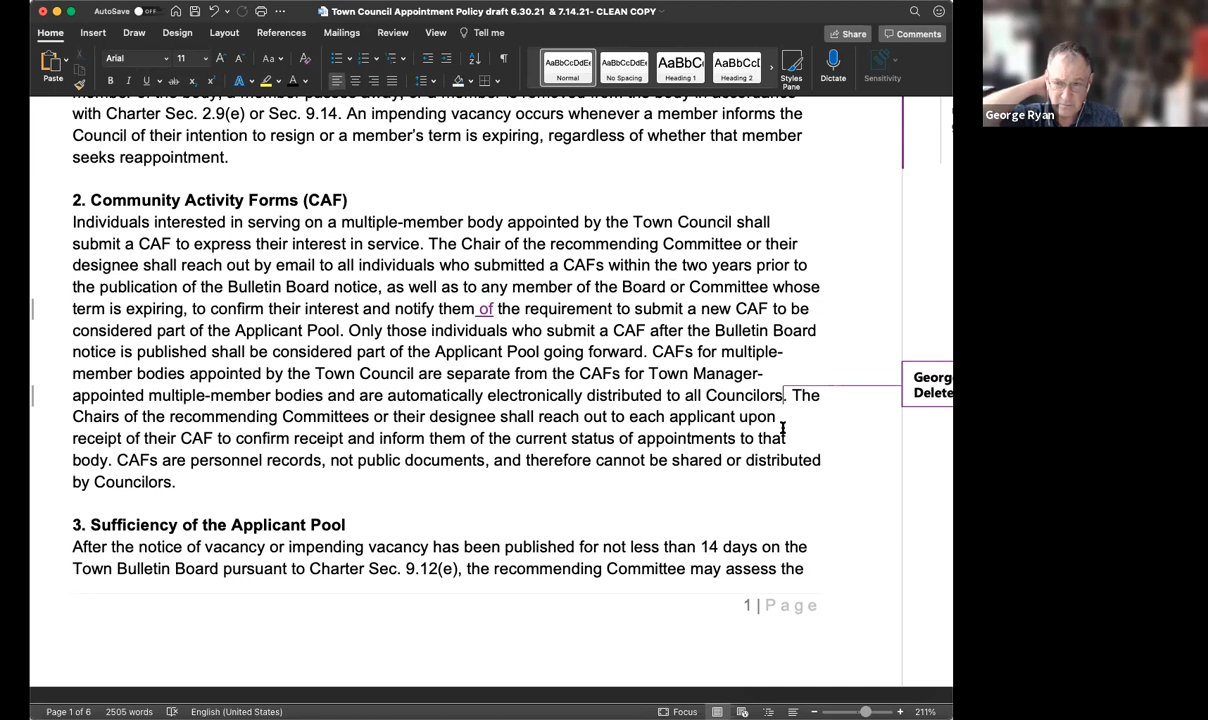 AutoSave OFF
Town Council Appointment Policy draft 6.30.21 & 7.14.21- CLEAN COPY
Home Insert Draw Design Layout References Mailings Review View Tell me
Share Comments
Paste
Arial 11
AaBbCcDdEe AaBbCcDdEe AaBbC AaBbCcI
Normal No Spacing Heading 1 Heading 2
Styles Pane
Dictate
Sensitivity
George Ryan
with Charter Sec. 2.9(e) or Sec. 9.14. An impending vacancy occurs whenever a member informs the
Council of their intention to resign or a member's term is expiring, regardless of whether that member
seeks reappointment.
2. Community Activity Forms (CAF)
Individuals interested in serving on a multiple-member body appointed by the Town Council shall
submit a CAF to express their interest in service. The Chair of the recommending Committee or their
designee shall reach out by email to all individuals who submitted a CAFs within the two years prior to
the publication of the Bulletin Board notice, as well as to any member of the Board or Committee whose
term is expiring, to confirm their interest and notify them of the requirement to submit a new CAF to be
considered part of the Applicant Pool. Only those individuals who submit a CAF after the Bulletin Board
notice is published shall be considered part of the Applicant Pool going forward. CAFs for multiple-
member bodies appointed by the Town Council are separate from the CAFs for Town Manager-
appointed multiple-member bodies and are automatically electronically distributed to all Councilors. The
Chairs of the recommending Committees or their designee shall reach out to each applicant upon
receipt of their CAF to confirm receipt and inform them of the current status of appointments to that
body. CAFs are personnel records, not public documents, and therefore cannot be shared or distributed
by Councilors.
Georg
Delete
3. Sufficiency of the Applicant Pool
After the notice of vacancy or impending vacancy has been published for not less than 14 days on the
Town Bulletin Board pursuant to Charter Sec. 9.12(e), the recommending Committee may assess the
1 | Page
Page 1 of 6 2505 words English (United States) Focus 211%